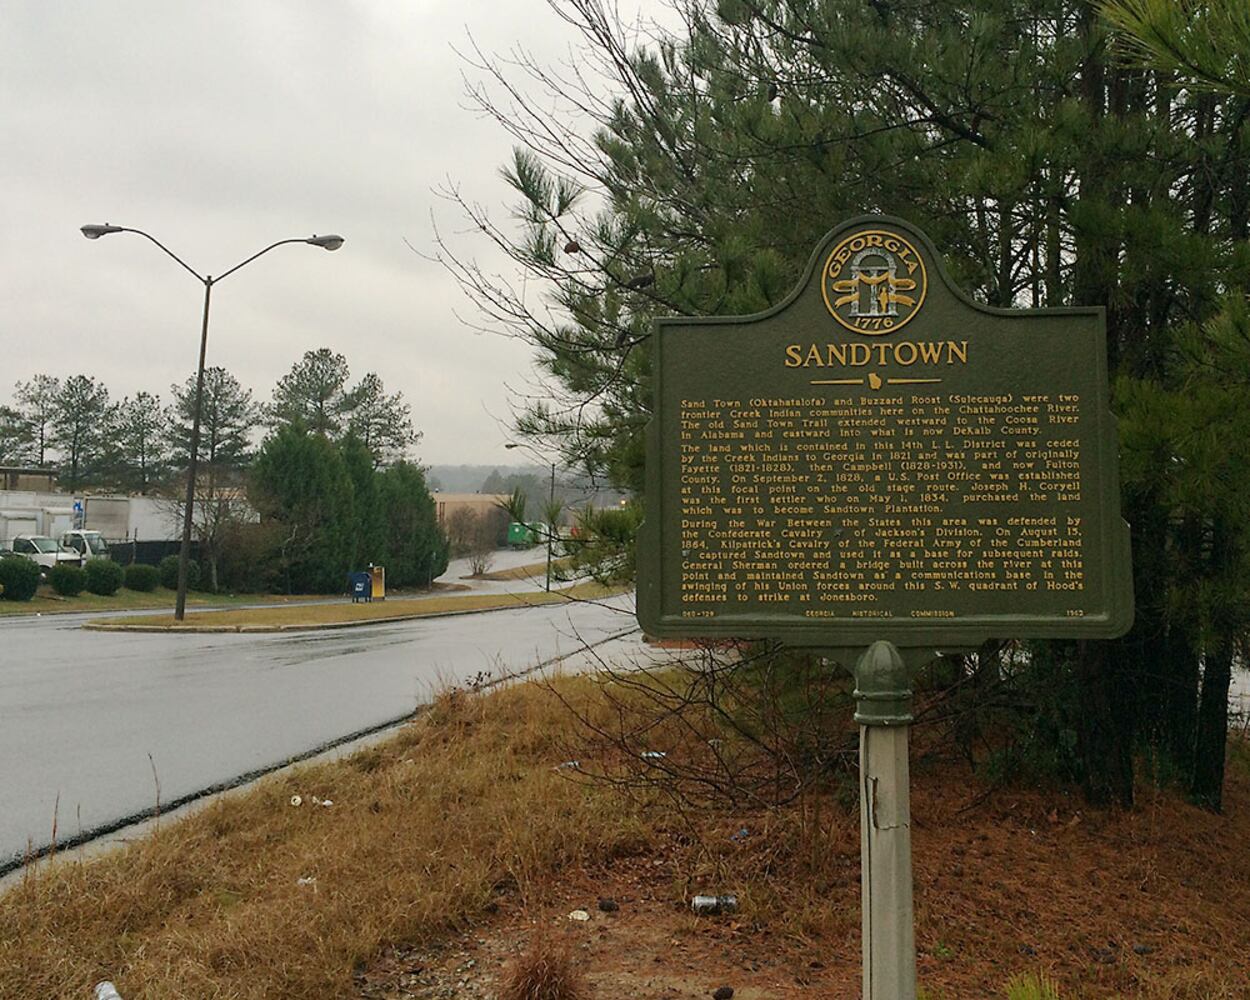 GEORGIA
1776
SANDTOWN
Sand Town (Oktahatalofa) and Buzzard Roost (Sulecauga) were two
frontier Creek Indian communities here on the Chattahoochee River.
The old Sand Town Trail extended westward to the Coosa River
in Alabama and eastward into what is now DeKalb County.
The land which is contained in this 14th L. L. District was ceded
by the Creek Indians to Georgia in 1821 and was part of originally
Fayette (1821-1828), then Campbell (1828-1931), and now Fulton
County. On September 2, 1828, a U.S. Post Office was established
at this focal point on the old stage route. Joseph H. Coryell
was the first settler who on May 1, 1834, purchased the land
which was to become Sandtown Plantation.
During the War Between the States this area was defended by
the Confederate Cavalry of Jackson's Division. On August 15,
1864, Kilpatrick's Cavalry of the Federal Army of the Cumberland
captured Sandtown and used it as a base for subsequent raids.
General Sherman ordered a bridge built across the river at this
point and maintained Sandtown as a communications base in the
swinging of his Union forces around this S. W. quadrant of Hood's
defenses to strike at Jonesboro.
060-129 GEORGIA HISTORICAL COMMISSION 1962